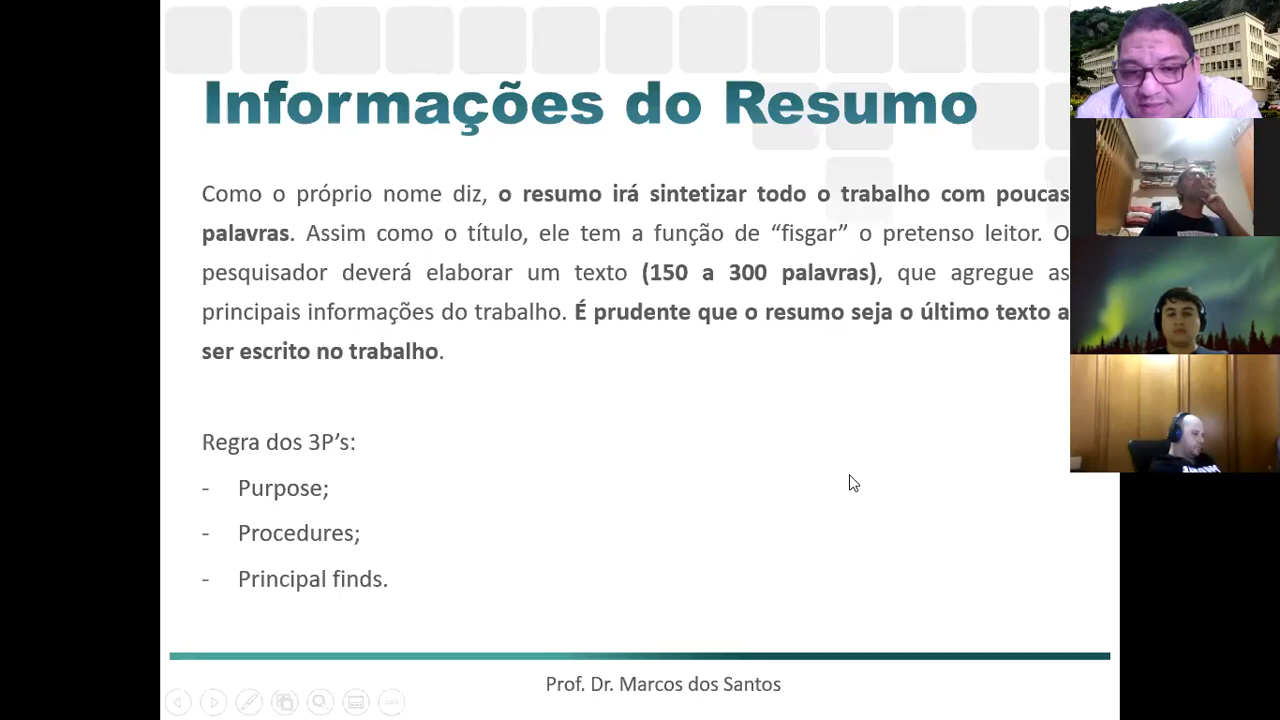 Informações do Resumo
Como o próprio nome diz, o resumo irá sintetizar todo o trabalho com poucas
palavras. Assim como o título, ele tem a função de “fisgar” o pretenso leitor. O
pesquisador deverá elaborar um texto (150 a 300 palavras), que agregue as
principais informações do trabalho. É prudente que o resumo seja o último texto a
ser escrito no trabalho.
Regra dos 3P’s:
- Purpose;
- Procedures;
- Principal finds.
Prof. Dr. Marcos dos Santos